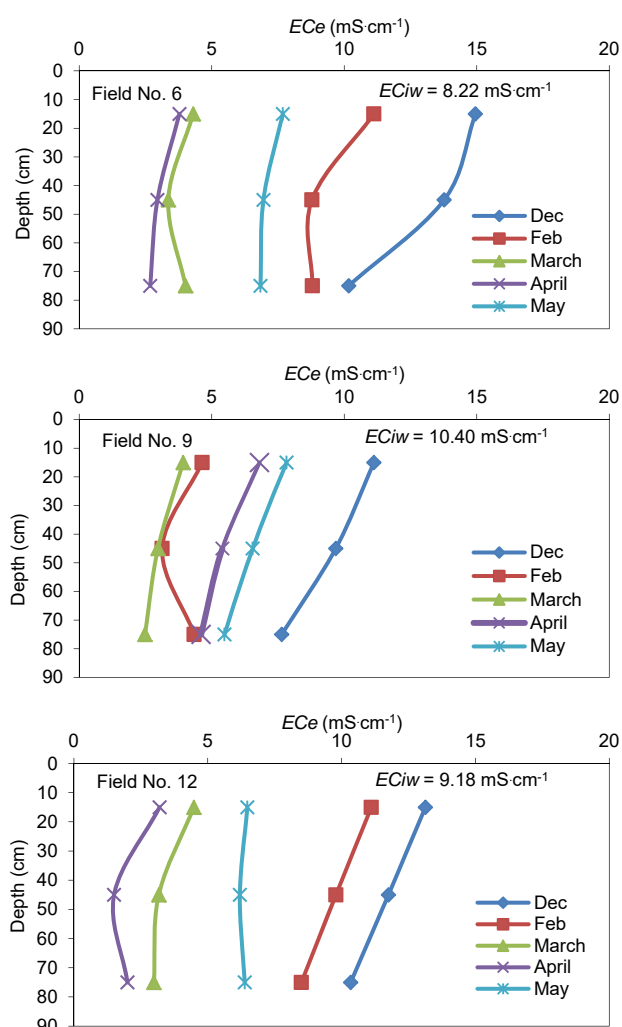 ECe (mS·cm-1)
0 5 10 15 20
0
10
20
30
40
50
60
70
80
90
Depth (cm)
Field No. 6
ECiw = 8.22 mS·cm-1
Dec
Feb
March
April
May
ECe (mS·cm-1)
0 5 10 15 20
0
10
20
30
40
50
60
70
80
90
Depth (cm)
Field No. 9
ECiw = 10.40 mS·cm-1
Dec
Feb
March
April
May
ECe (mS·cm-1)
0 5 10 15 20
0
10
20
30
40
50
60
70
80
90
Depth (cm)
Field No. 12
ECiw = 9.18 mS·cm-1
Dec
Feb
March
April
May